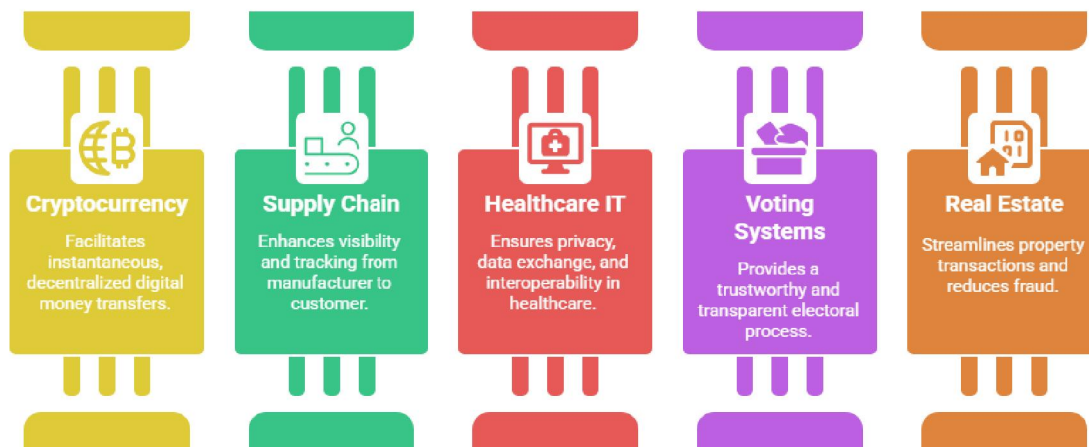 Cryptocurrency
Facilitates
instantaneous,
decentralized digital
money transfers.
Supply Chain
Enhances visibility
and tracking from
manufacturer to
customer.
Healthcare IT
Ensures privacy,
data exchange, and
interoperability in
healthcare.
Voting
Systems
Provides a
trustworthy and
transparent electoral
process.
10
01
Real Estate
Streamlines property
transactions and
reduces fraud.